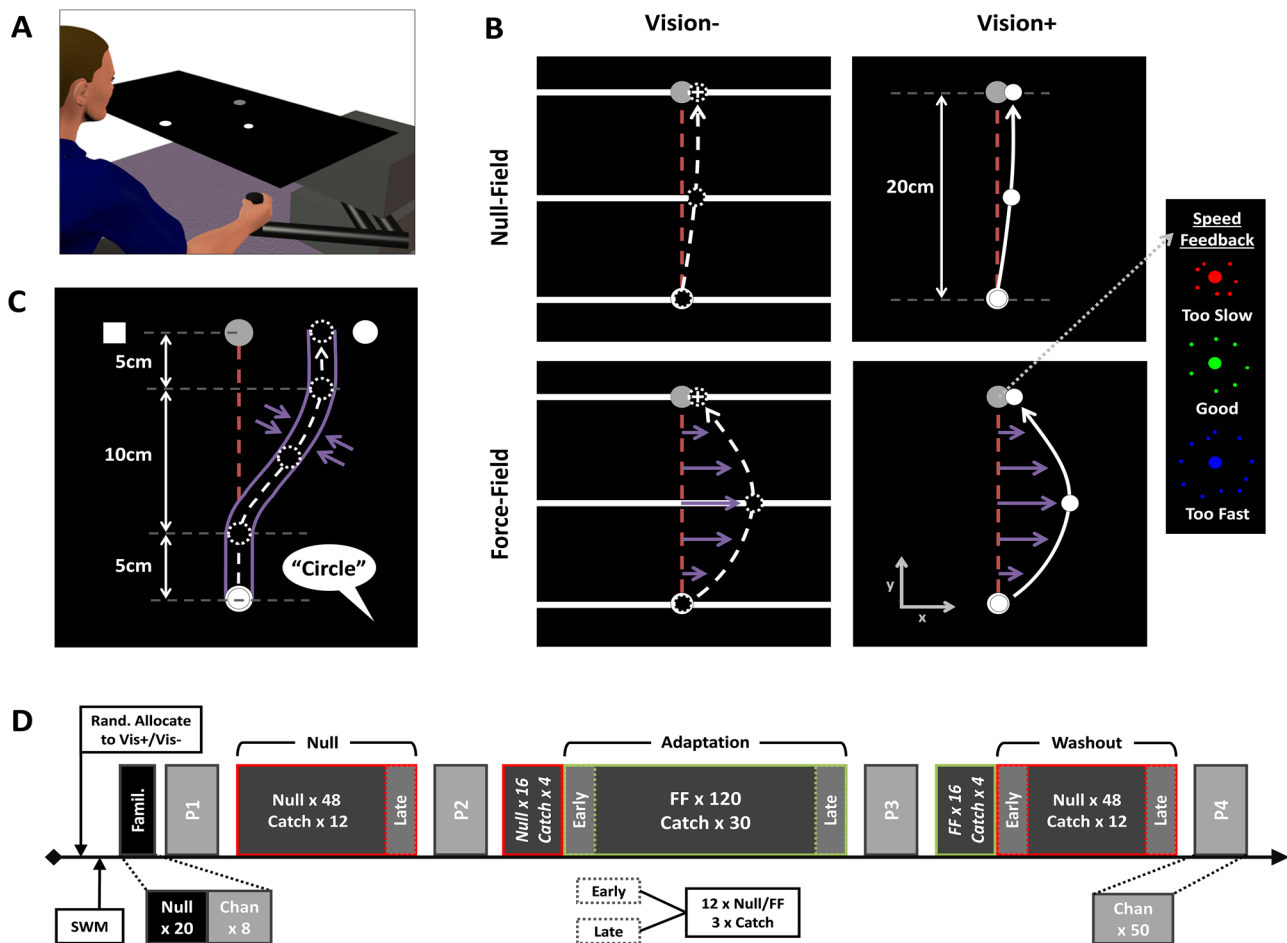 A
B
Vision-
Vision+
Null-Field
20cm
Speed
Feedback
Too Slow
Good
Too Fast
Force-Field
y
x
C
5cm
10cm
5cm
“Circle”
D
Rand. Allocate
to Vis+/Vis-
Null
Adaptation
Washout
Famil.
P1
Null x 48
Catch x 12
Late
P2
Null x 16
Catch x 4
Early
FF x 120
Catch x 30
Late
P3
FF x 16
Catch x 4
Early
Null x 48
Catch x 12
Late
P4
SWM
Null
x 20
Chan
x 8
Early
Late
12 x Null/FF
3 x Catch
Chan
x 50